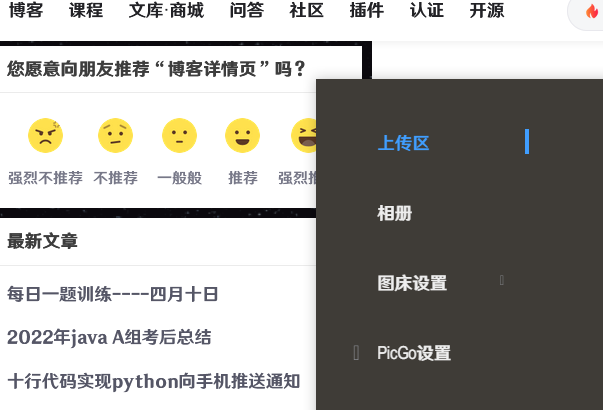 博客 课程 文库·商城 问答 社区 插件 认证 开源
您愿意向朋友推荐“博客详情页”吗？
强烈不推荐 不推荐 一般般 推荐 强烈推
最新文章
每日一题训练----四月十日
2022年java A组考后总结
十行代码实现python向手机推送通知
上传区
相册
图床设置
PicGo设置